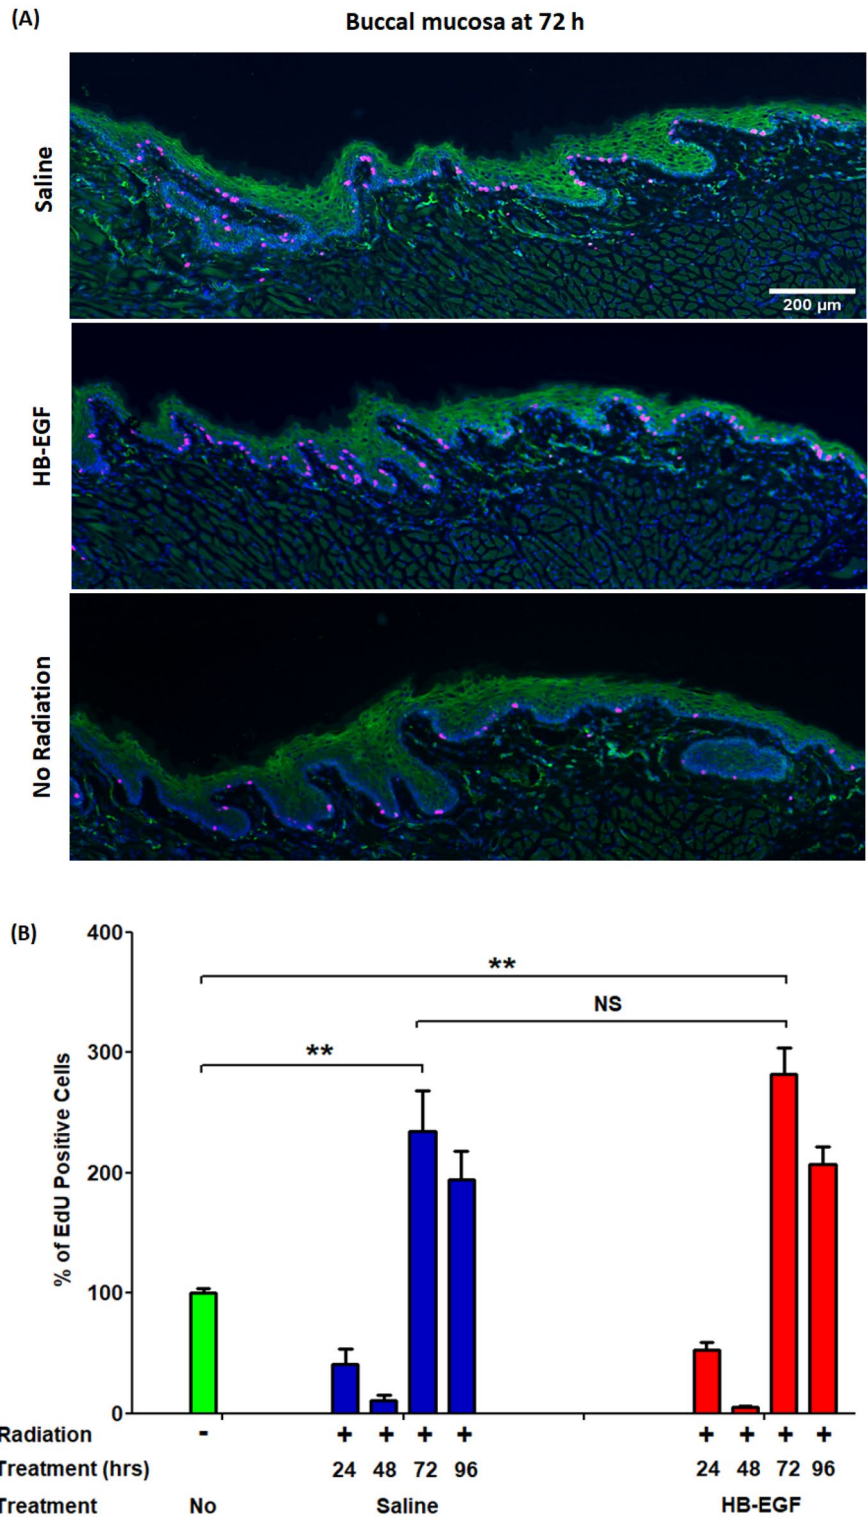 (A)
Buccal mucosa at 72 h
Saline
200 µm
HB-EGF
No Radiation
(B)
% of EdU Positive Cells
400
300
200
100
0
**
NS
**
Radiation - + + + + + + + +
Treatment (hrs) 24 48 72 96 24 48 72 96
Treatment No Saline HB-EGF